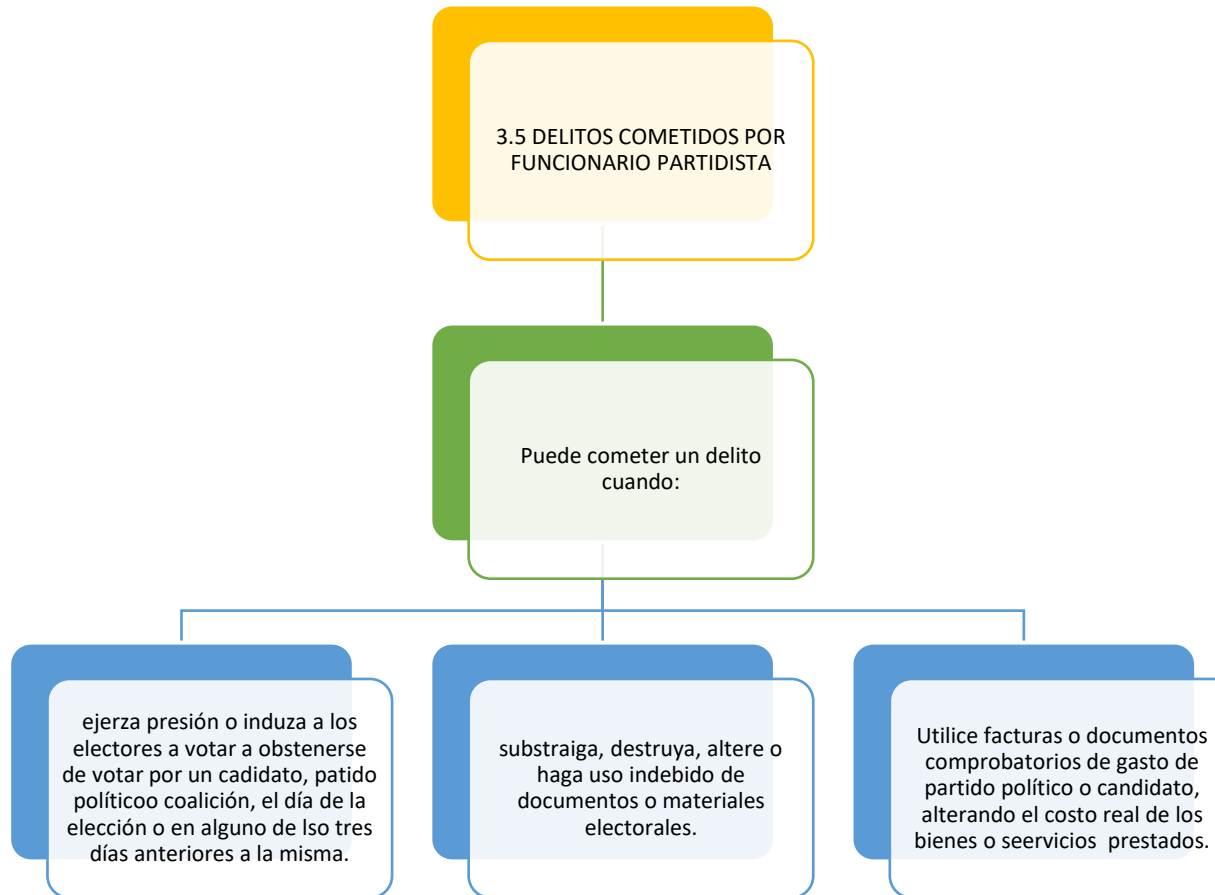 3.5 DELITOS COMETIDOS POR
FUNCIONARIO PARTIDISTA
Puede cometer un delito
cuando:
ejerza presión o induza a los
electores a votar a obstenerse
de votar por un cadidato, patido
políticoo coalición, el día de la
elección o en alguno de lso tres
días anteriores a la misma.
substraiga, destruya, altere o
haga uso indebido de
documentos o materiales
electorales.
Utilice facturas o documentos
comprobatorios de gasto de
partido político o candidato,
alterando el costo real de los
bienes o seervicios prestados.